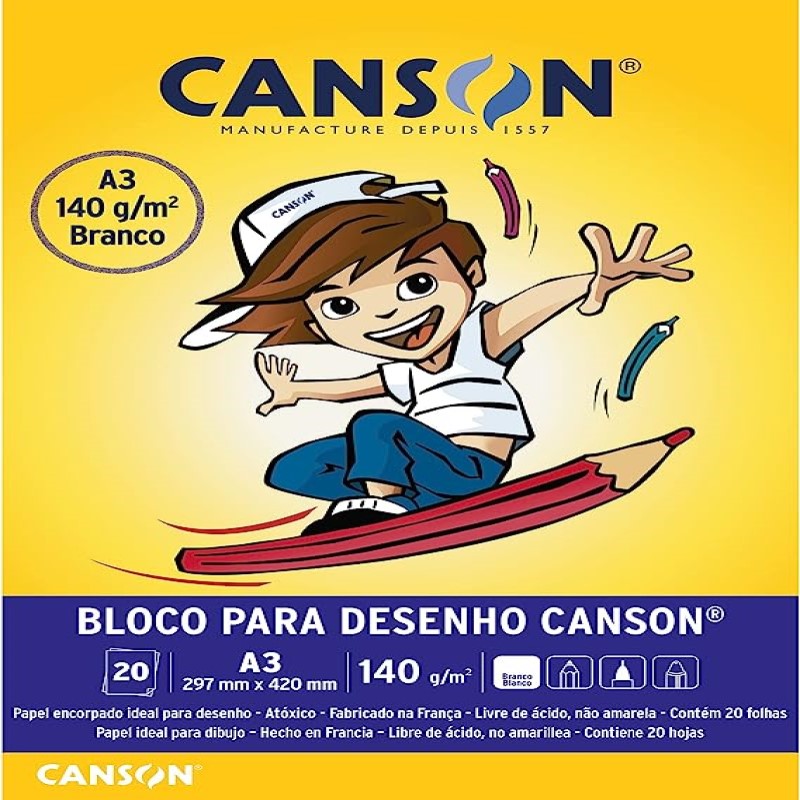 CANSON®
MANUFACTURE DEPUIS 1557
A3
140 g/m²
Branco
CANSON
BLOCO PARA DESENHO CANSON®
20
A3
297 mm x 420 mm
140 g/m²
Branco
Blanco
Papel encorpado ideal para desenho - Atóxico - Fabricado na França - Livre de ácido, não amarela - Contém 20 folhas
Papel ideal para dibujo – Hecho en Francia – Libre de ácido, no amarillea - Contiene 20 hojas
CANSON®